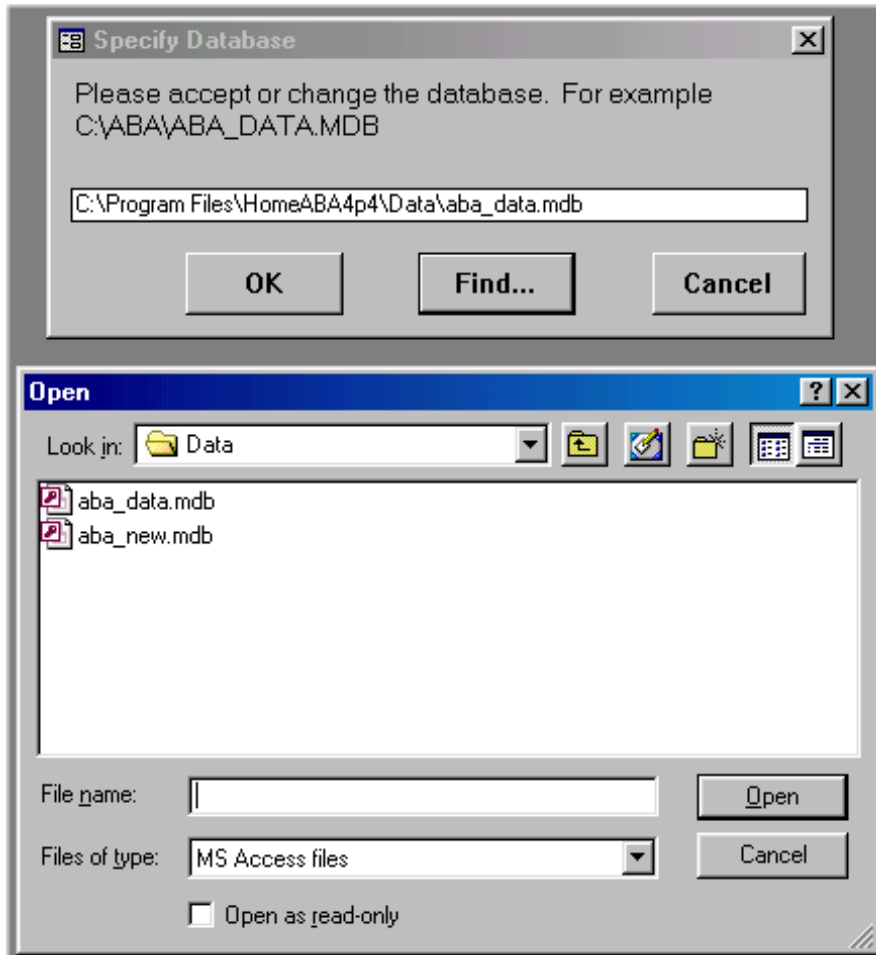 Specify Database
Please accept or change the database.  For example
C:\ABA\ABA_DATA.MDB
C:\Program Files\HomeABA4p4\Data\aba_data.mdb
OK Find... Cancel
Open
Look in: Data
aba_data.mdb
aba_new.mdb
File name: Open
Files of type: MS Access files Cancel
Open as read-only